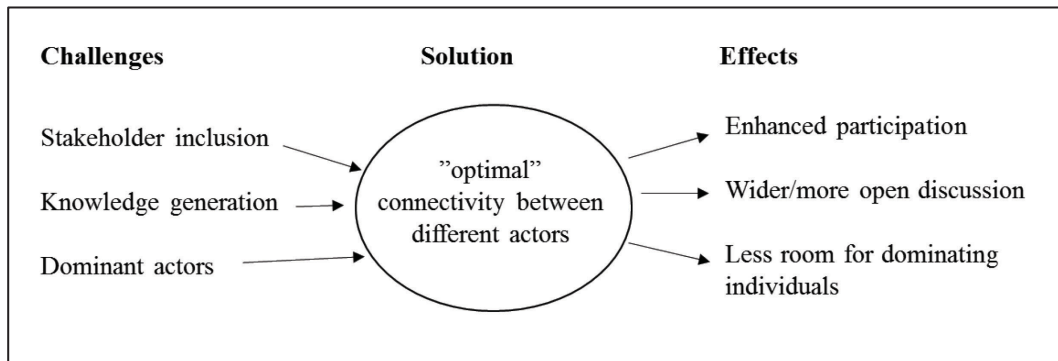 Challenges
Solution
Effects
Stakeholder inclusion
Knowledge generation
Dominant actors
”optimal”
connectivity between
different actors
Enhanced participation
Wider/more open discussion
Less room for dominating
individuals